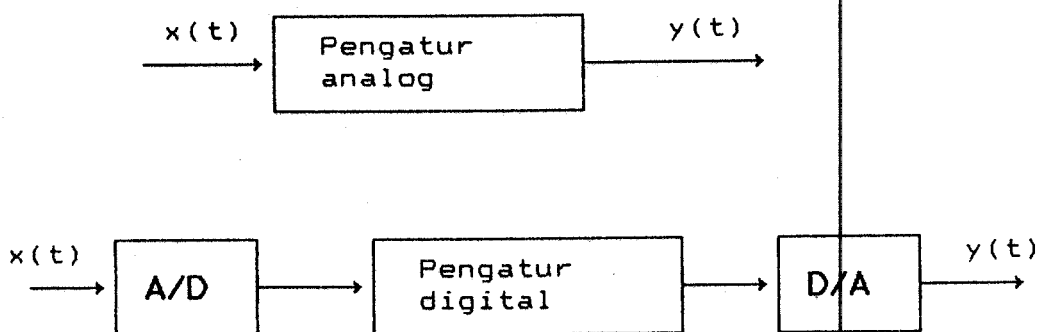 x(t)
Pengatur
analog
y(t)
x(t)
A/D
Pengatur
digital
D/A
y(t)